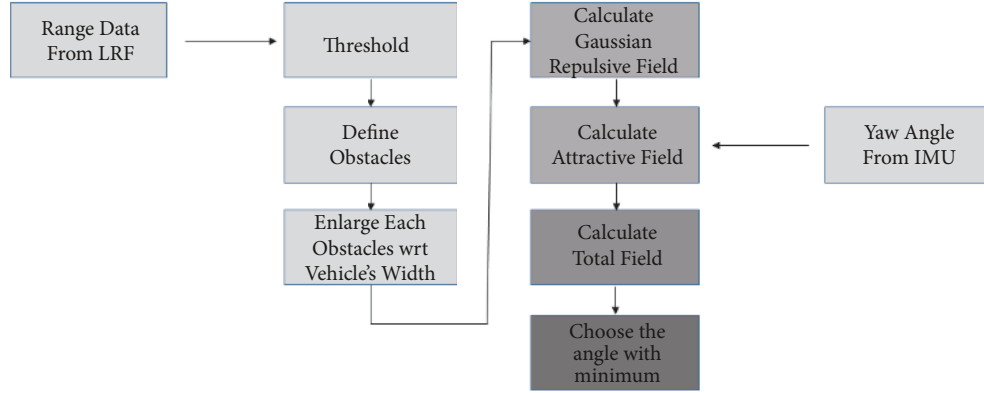 Range Data
From LRF
Threshold
Define
Obstacles
Enlarge Each
Obstacles wrt
Vehicle's Width
Calculate
Gaussian
Repulsive Field
Calculate
Attractive Field
Yaw Angle
From IMU
Calculate
Total Field
Choose the
angle with
minimum